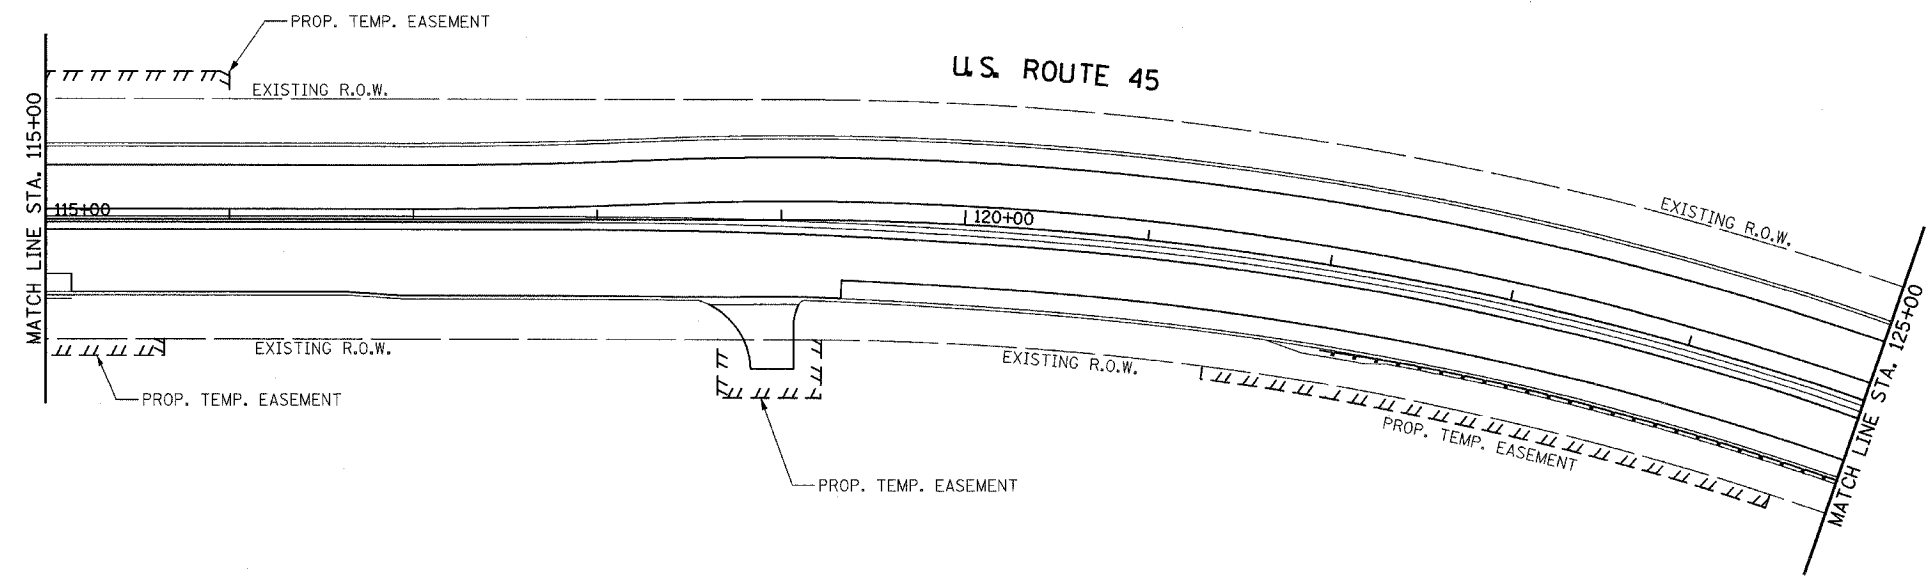 PROP. TEMP. EASEMENT
U.S. ROUTE 45
EXISTING R.O.W.
MATCH LINE STA. 115+00
115+00
120+00
EXISTING R.O.W.
EXISTING R.O.W.
EXISTING R.O.W.
PROP. TEMP. EASEMENT
PROP. TEMP. EASEMENT
PROP. TEMP. EASEMENT
MATCH LINE STA. 125+00